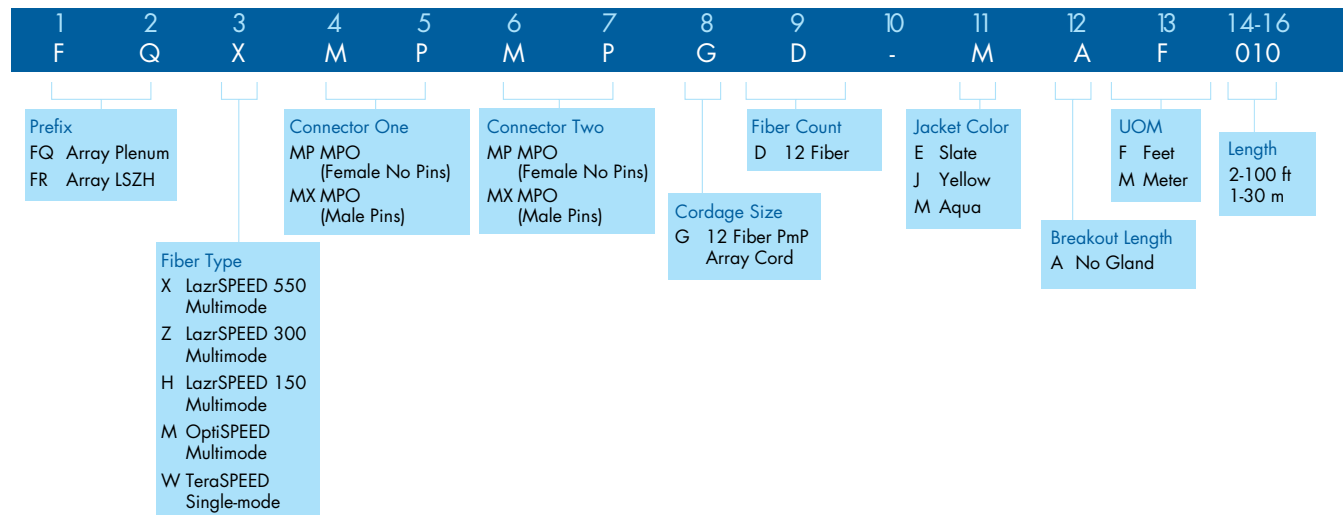 1 2 3 4 5 6 7 8 9 10 11 12 13 14-16
F Q X M P M P G D - M A F 010
Prefix
FQ Array Plenum
FR Array LSZH
Fiber Type
X LazrSPEED 550
Multimode
Z LazrSPEED 300
Multimode
H LazrSPEED 150
Multimode
M OptiSPEED
Multimode
W TeraSPEED
Single-mode
Connector One
MP MPO
(Female No Pins)
MX MPO
(Male Pins)
Connector Two
MP MPO
(Female No Pins)
MX MPO
(Male Pins)
Cordage Size
G 12 Fiber PmP
Array Cord
Fiber Count
D 12 Fiber
Jacket Color
E Slate
J Yellow
M Aqua
Breakout Length
A No Gland
UOM
F Feet
M Meter
Length
2-100 ft
1-30 m